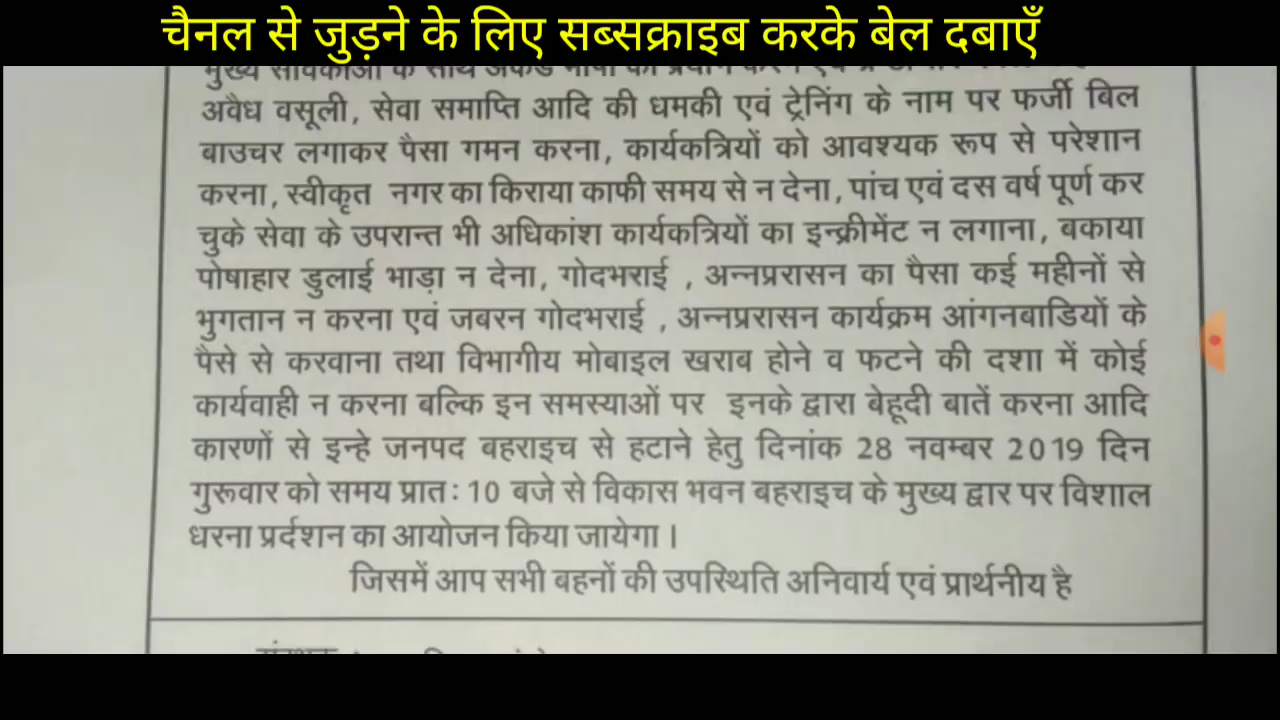 चैनल से जुड़ने के लिए सब्सक्राइब करके बेल दबाएँ
मुख्य सेविकाओं के साथ
अवैध वसूली, सेवा समाप्ति आदि की धमकी एवं ट्रेनिंग के नाम पर फर्जी बिल
बाउचर लगाकर पैसा गमन करना, कार्यकत्रियों को आवश्यक रूप से परेशान
करना, स्वीकृत नगर का किराया काफी समय से न देना, पांच एवं दस वर्ष पूर्ण कर
चुके सेवा के उपरान्त भी अधिकांश कार्यकत्रियों का इन्क्रीमेंट न लगाना, बकाया
पोषाहार डुलाई भाड़ा न देना, गोदभराई , अन्नप्ररासन का पैसा कई महीनों से
भुगतान न करना एवं जबरन गोदभराई , अन्नप्ररासन कार्यक्रम आंगनबाडियों के
पैसे से करवाना तथा विभागीय मोबाइल खराब होने व फटने की दशा में कोई
कार्यवाही न करना बल्कि इन समस्याओं पर इनके द्वारा बेहूदी बातें करना आदि
कारणों से इन्हे जनपद बहराइच से हटाने हेतु दिनांक 28 नवम्बर 2019 दिन
गुरूवार को समय प्रातः 10 बजे से विकास भवन बहराइच के मुख्य द्वार पर विशाल
धरना प्रर्दशन का आयोजन किया जायेगा।
जिसमें आप सभी बहनों की उपस्थिति अनिवार्य एवं प्रार्थनीय है